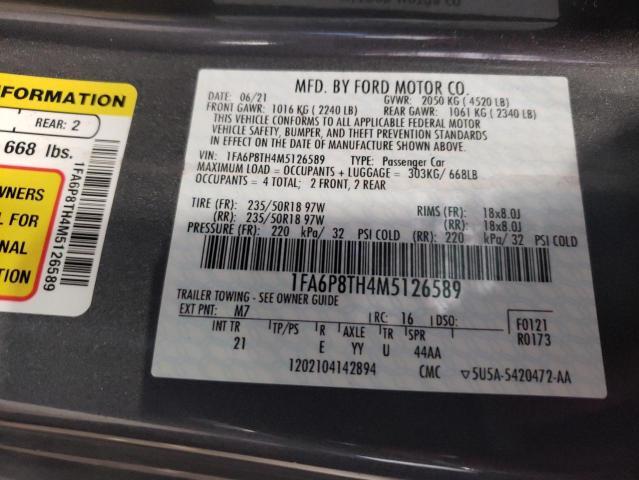 FORMATION
REAR: 2
668 lbs.
WNERS
L FOR
ONAL
TION
1FA6P8TH4M5126589
MFD. BY FORD MOTOR CO.
DATE: 06/21 GVWR: 2050 KG ( 4520 LB)
FRONT GAWR: 1016 KG ( 2240 LB) REAR GAWR: 1061 KG ( 2340 LB)
THIS VEHICLE CONFORMS TO ALL APPLICABLE FEDERAL MOTOR
VEHICLE SAFETY, BUMPER, AND THEFT PREVENTION STANDARDS
IN EFFECT ON THE DATE OF MANUFACTURE SHOWN ABOVE.
VIN: 1FA6P8TH4M5126589 TYPE: Passenger Car
MAXIMUM LOAD = OCCUPANTS + LUGGAGE = 303KG/ 668LB
OCCUPANTS = 4 TOTAL; 2 FRONT, 2 REAR
TIRE (FR): 235/50R18 97W RIMS (FR): 18x8.0J
(RR): 235/50R18 97W (RR): 18x8.0J
PRESSURE (FR): 220 kPa/ 32 PSI COLD (RR): 220 kPa/ 32 PSI COLD
1FA6P8TH4M5126589
TRAILER TOWING - SEE OWNER GUIDE
EXT PNT: M7 RC: 16 DSO: F0121
INT TR TP/PS R AXLE TR SPR R0173
21 E YY U 44AA
1202104142894 CMC 5U5A-5420472-AA